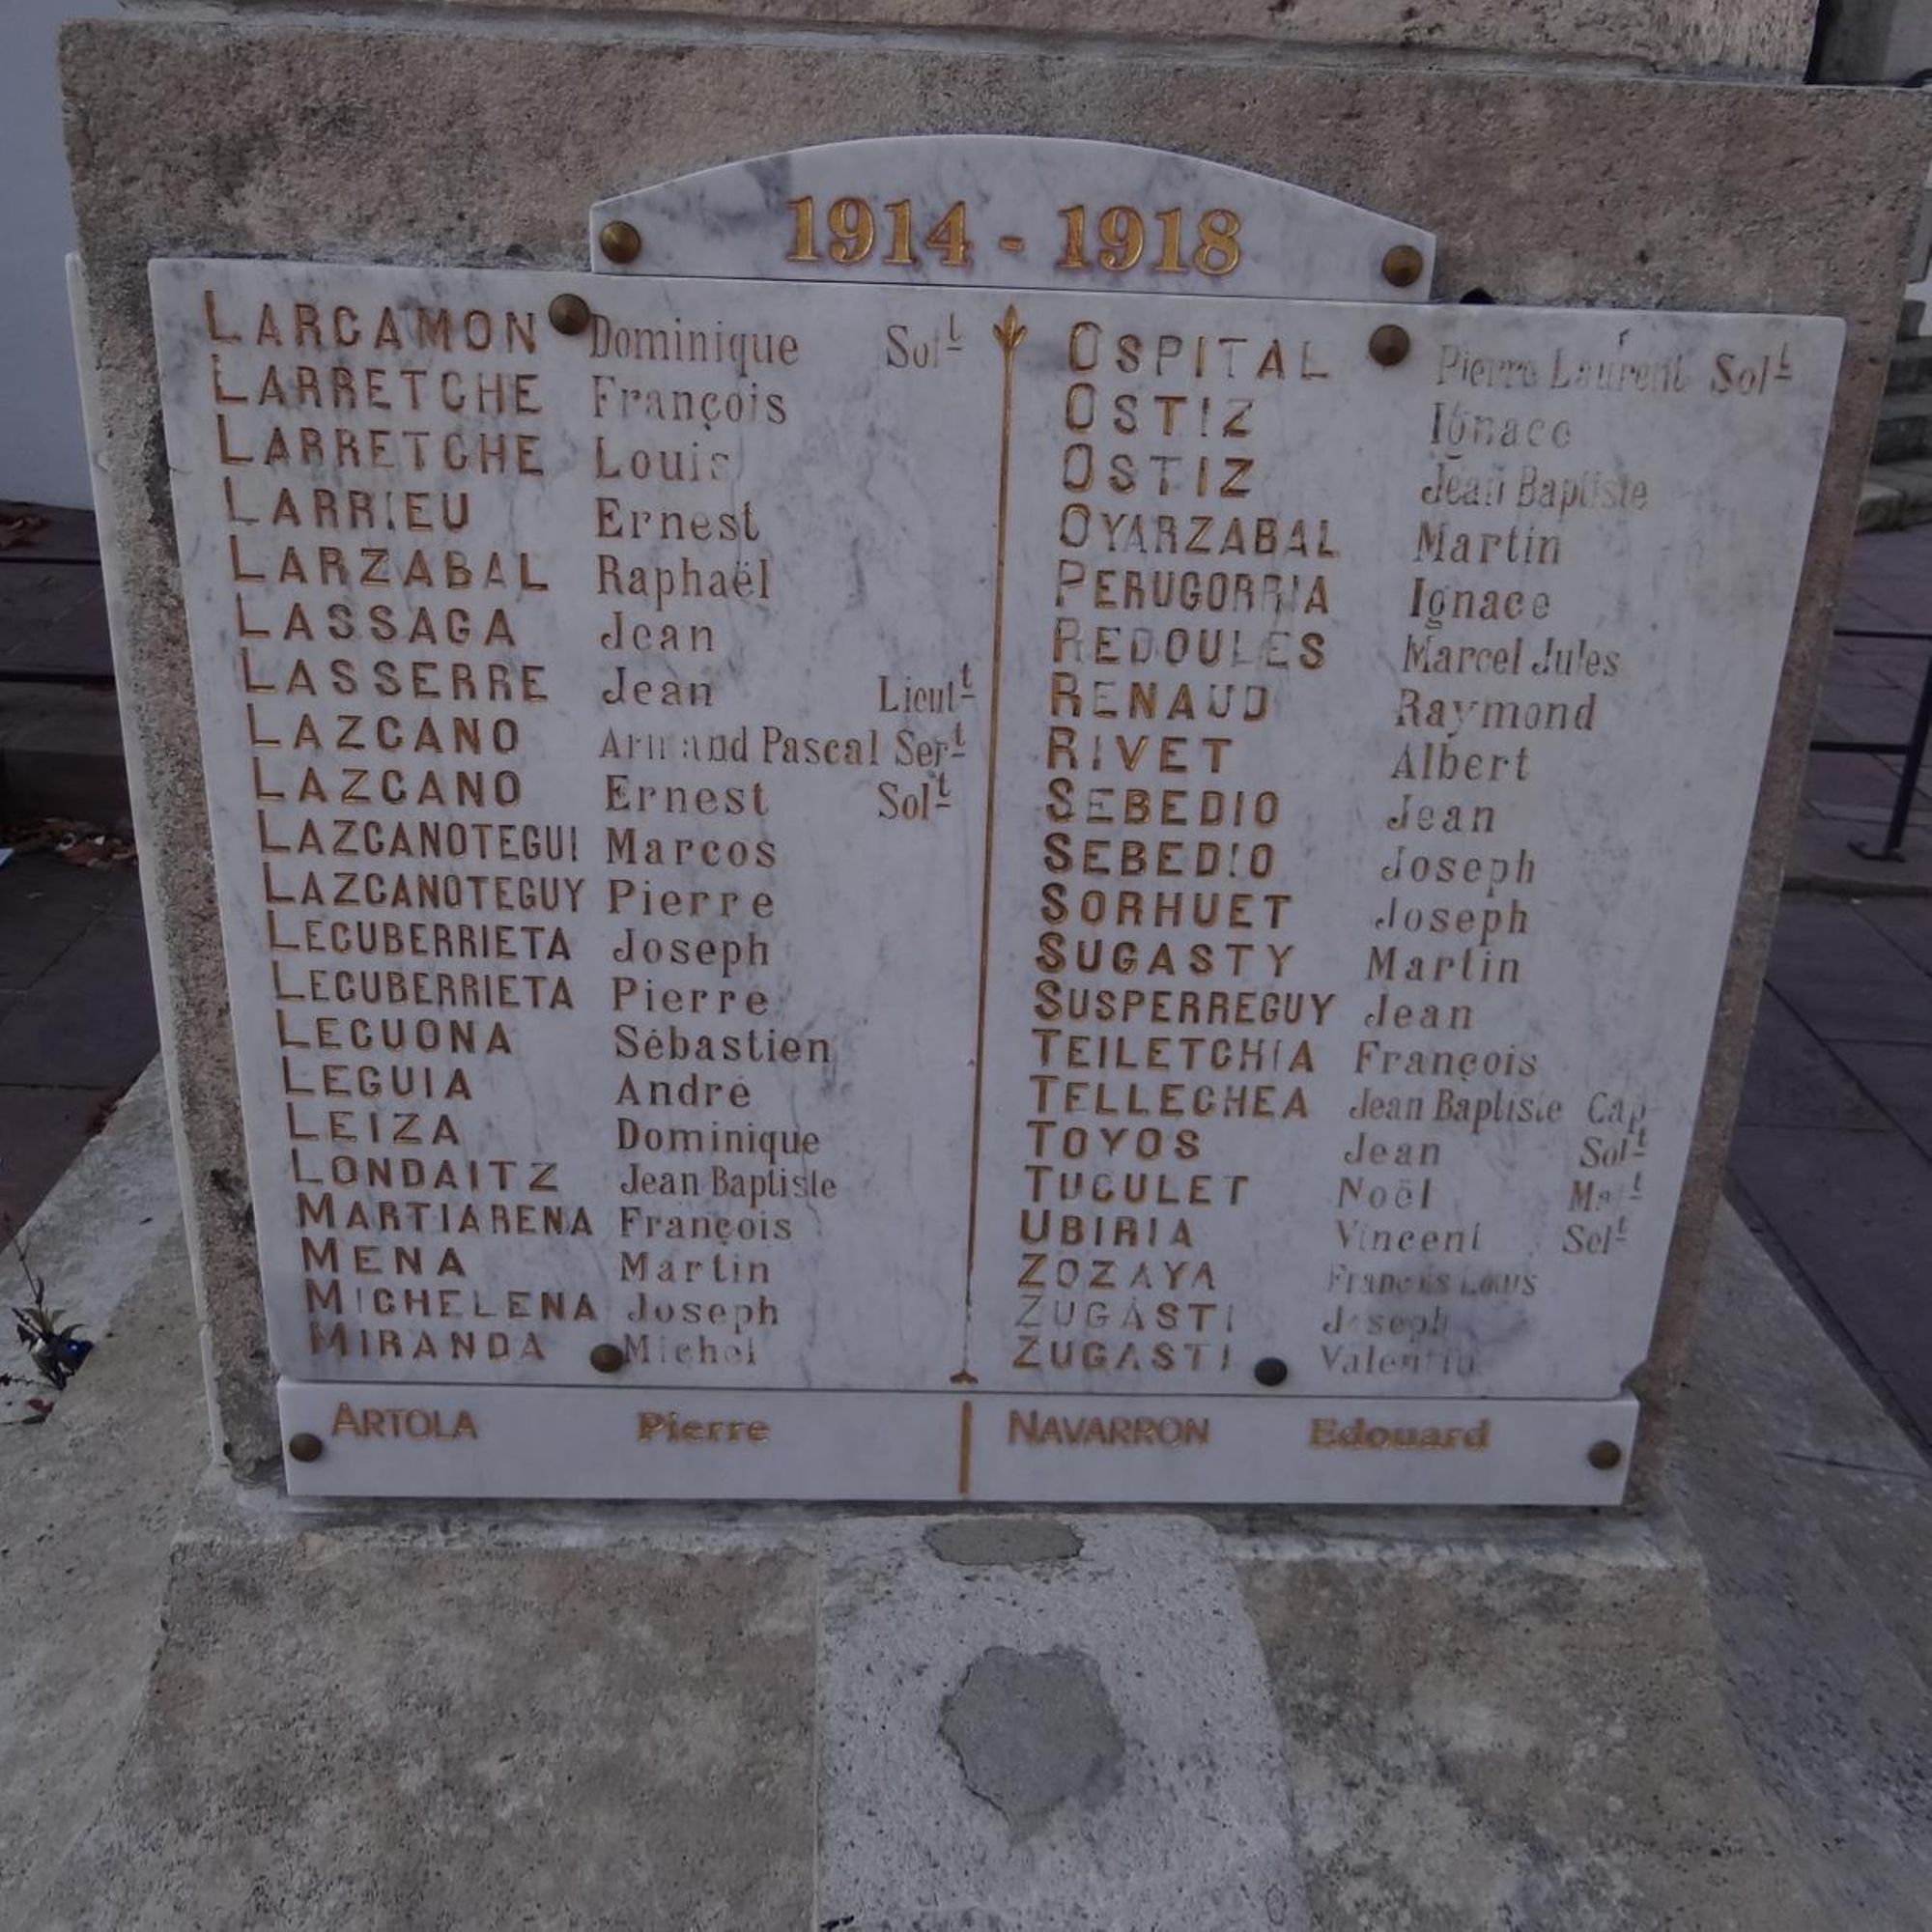 1914 - 1918
LARCAMON Dominique Solt
LARRETCHE François
LARRETCHE Louis
LARRIEU Ernest
LARZABAL Raphaël
LASSAGA Jean
LASSERRE Jean Lieutt
LAZCANO Armand Pascal Sert
LAZCANO Ernest Solt
LAZCANOTEGUI Marcos
LAZCANOTEGUY Pierre
LECUBERRIETA Joseph
LECUBERRIETA Pierre
LECUONA Sébastien
LEGUIA André
LEIZA Dominique
LONDAITZ Jean Baptiste
MARTIARENA François
MENA Martin
MICHELENA Joseph
MIRANDA Michel
OSPITAL Pierre Laurent Solt
OSTIZ Ignace
OSTIZ Jean Baptiste
OYARZABAL Martin
PERUGORRIA Ignace
REDOULES Marcel Jules
RENAUD Raymond
RIVET Albert
SEBEDIO Jean
SEBEDIO Joseph
SORHUET Joseph
SUGASTY Martin
SUSPERREGUY Jean
TEILETCHIA François
TELLECHEA Jean Baptiste Cap
TOYOS Jean Solt
TUCULET Noël Matt
UBIRIA Vincent Solt
ZOZAYA François Louis
ZUGASTI Joseph
ZUGASTI Valentin
ARTOLA Pierre
NAVARRON Edouard